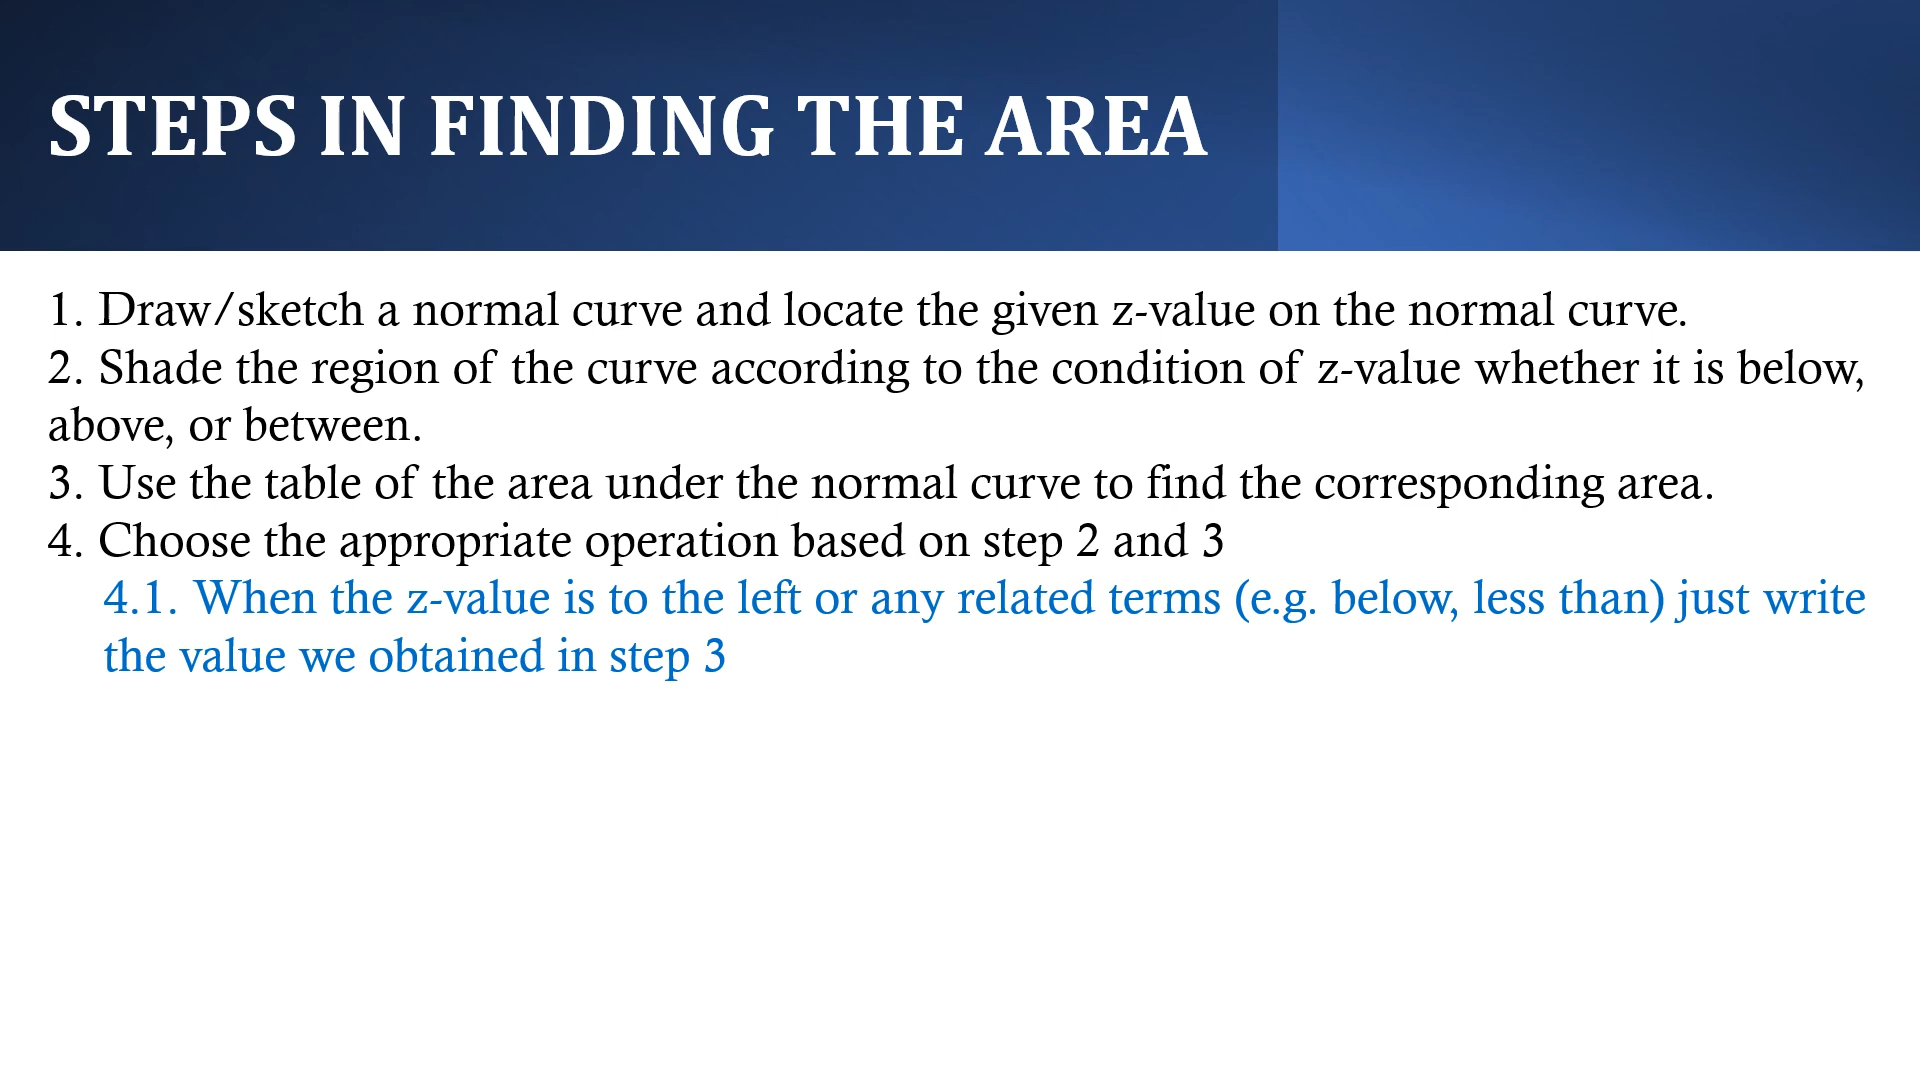 STEPS IN FINDING THE AREA
1. Draw/sketch a normal curve and locate the given z-value on the normal curve.
2. Shade the region of the curve according to the condition of z-value whether it is below,
above, or between.
3. Use the table of the area under the normal curve to find the corresponding area.
4. Choose the appropriate operation based on step 2 and 3
4.1. When the z-value is to the left or any related terms (e.g. below, less than) just write
the value we obtained in step 3